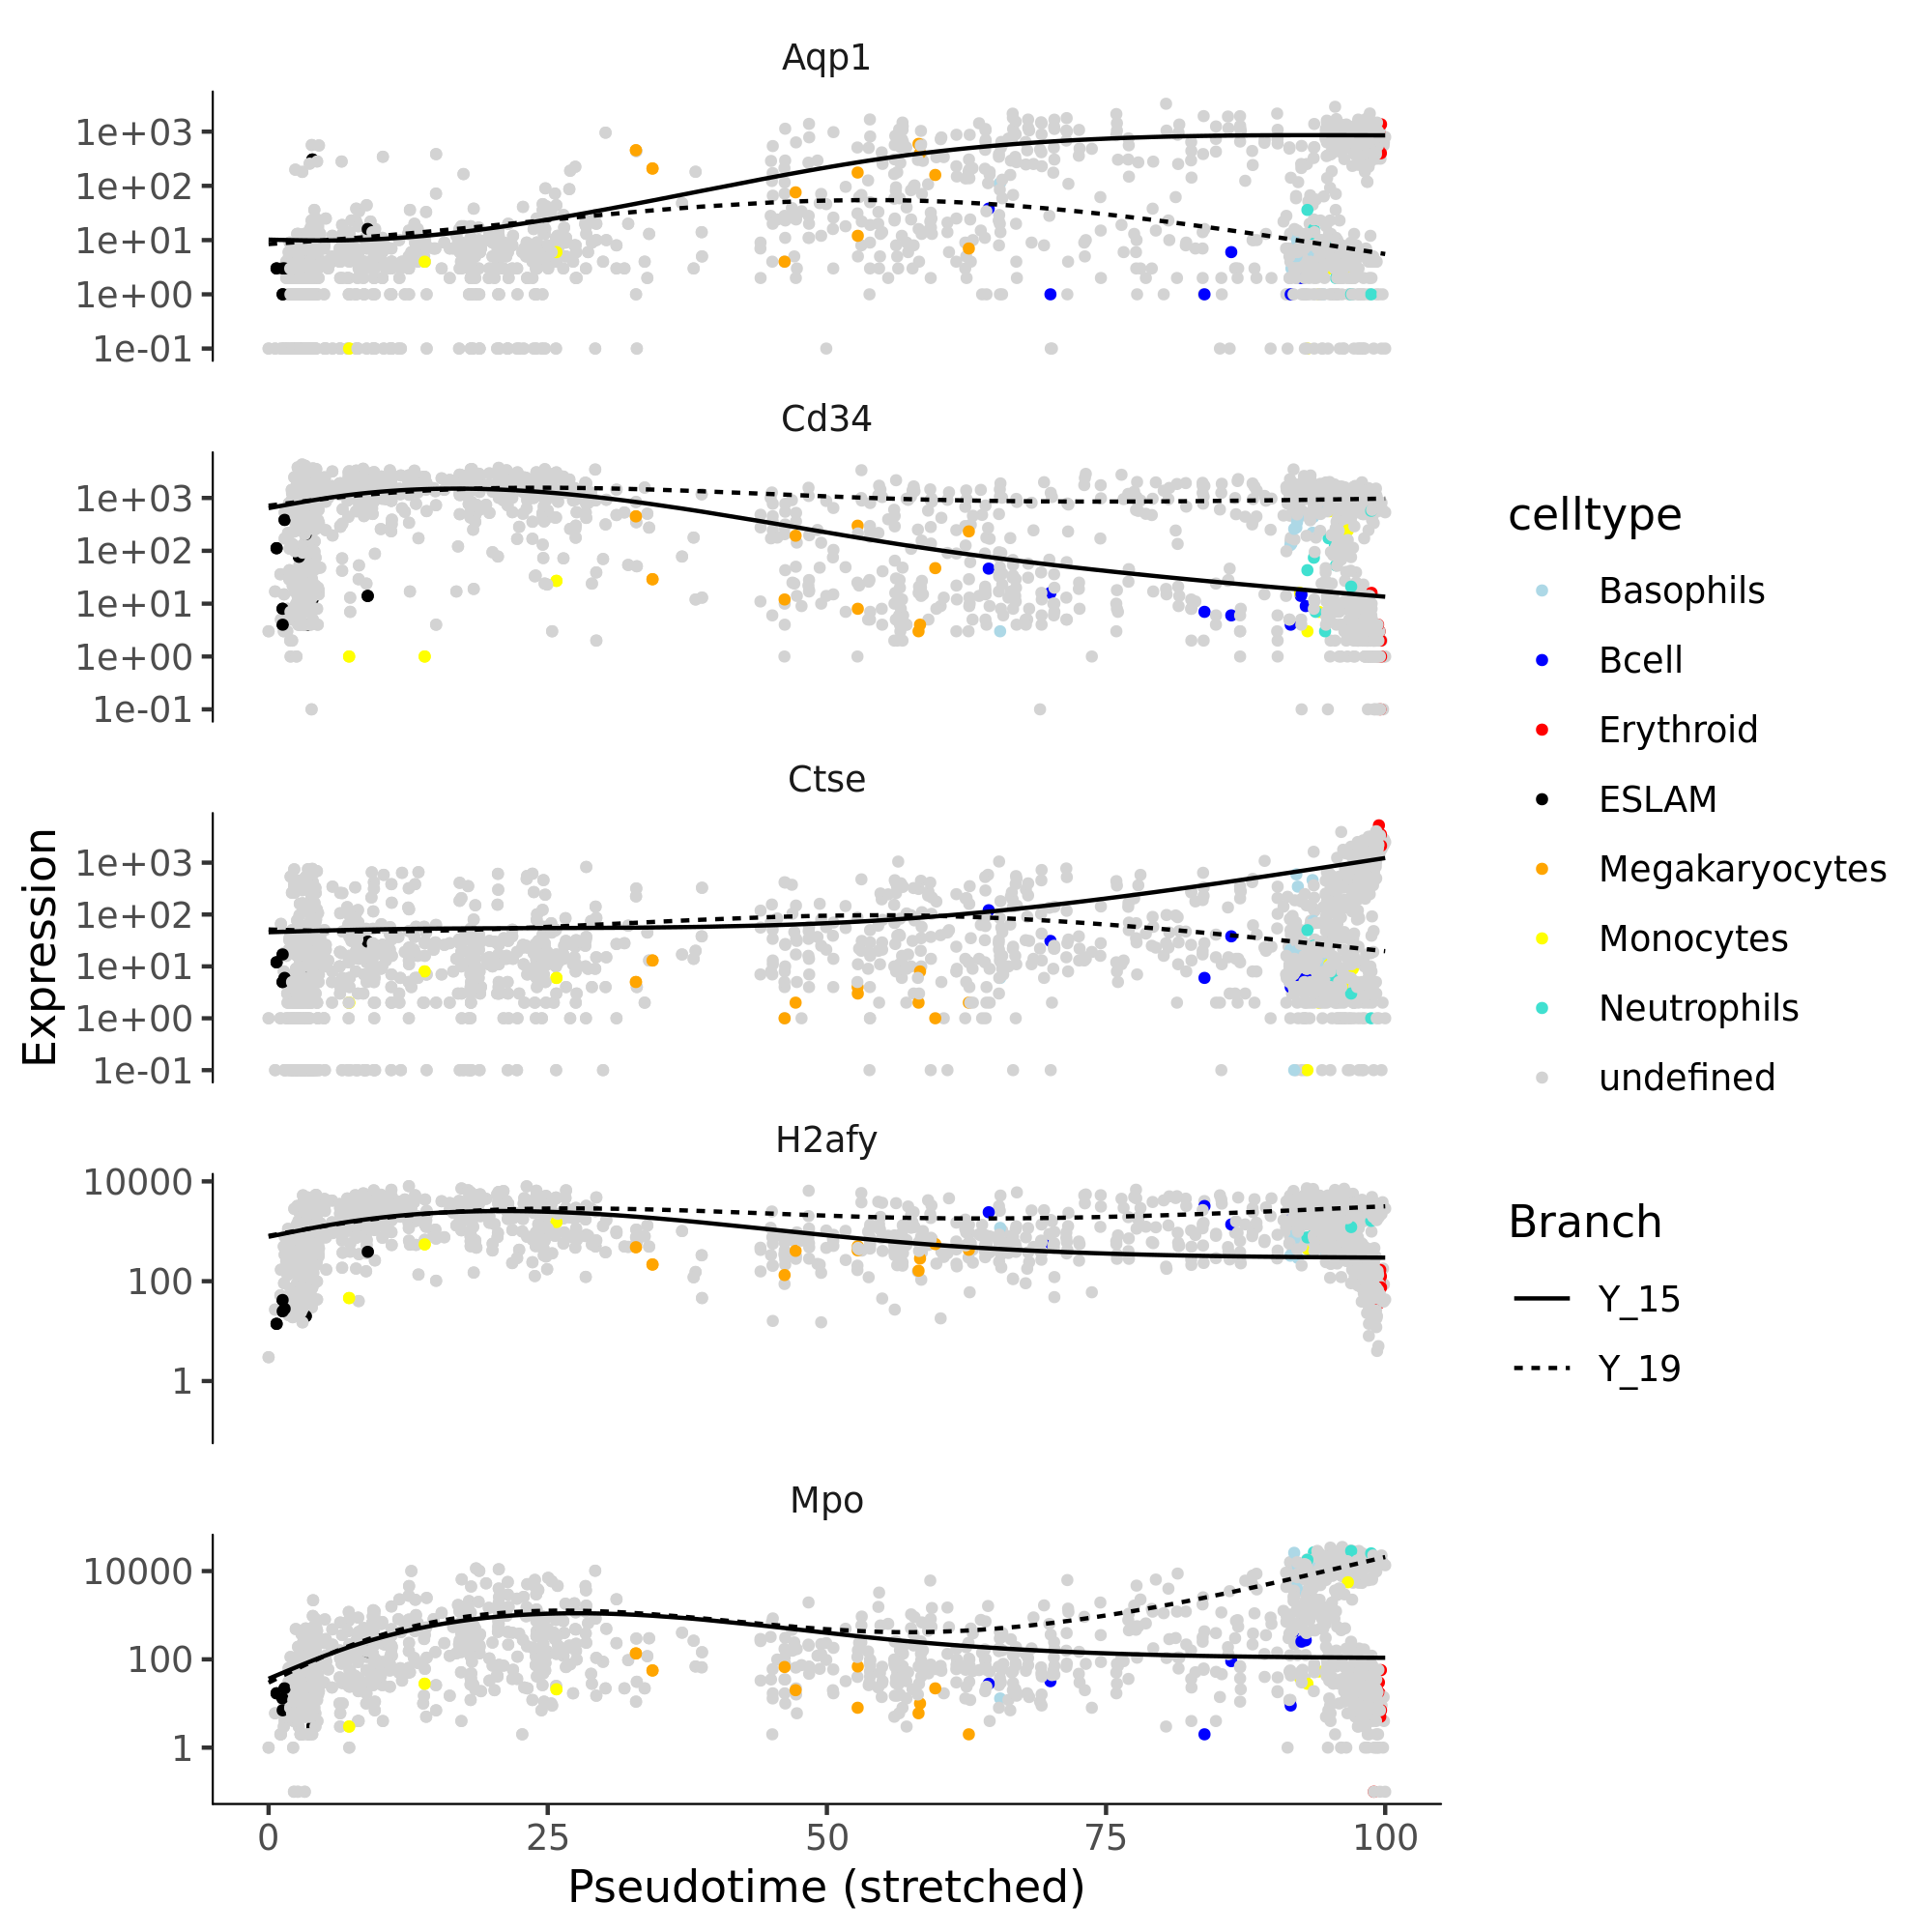 Aqp1
1e+03
1e+02
1e+01
1e+00
1e-01
Cd34
1e+03
1e+02
1e+01
1e+00
1e-01
Ctse
1e+03
1e+02
1e+01
1e+00
1e-01
H2afy
10000
100
1
Mpo
10000
100
1
0
25
50
75
100
Pseudotime (stretched)
Expression
celltype
Basophils
Bcell
Erythroid
ESLAM
Megakaryocytes
Monocytes
Neutrophils
undefined
Branch
Y_15
Y_19